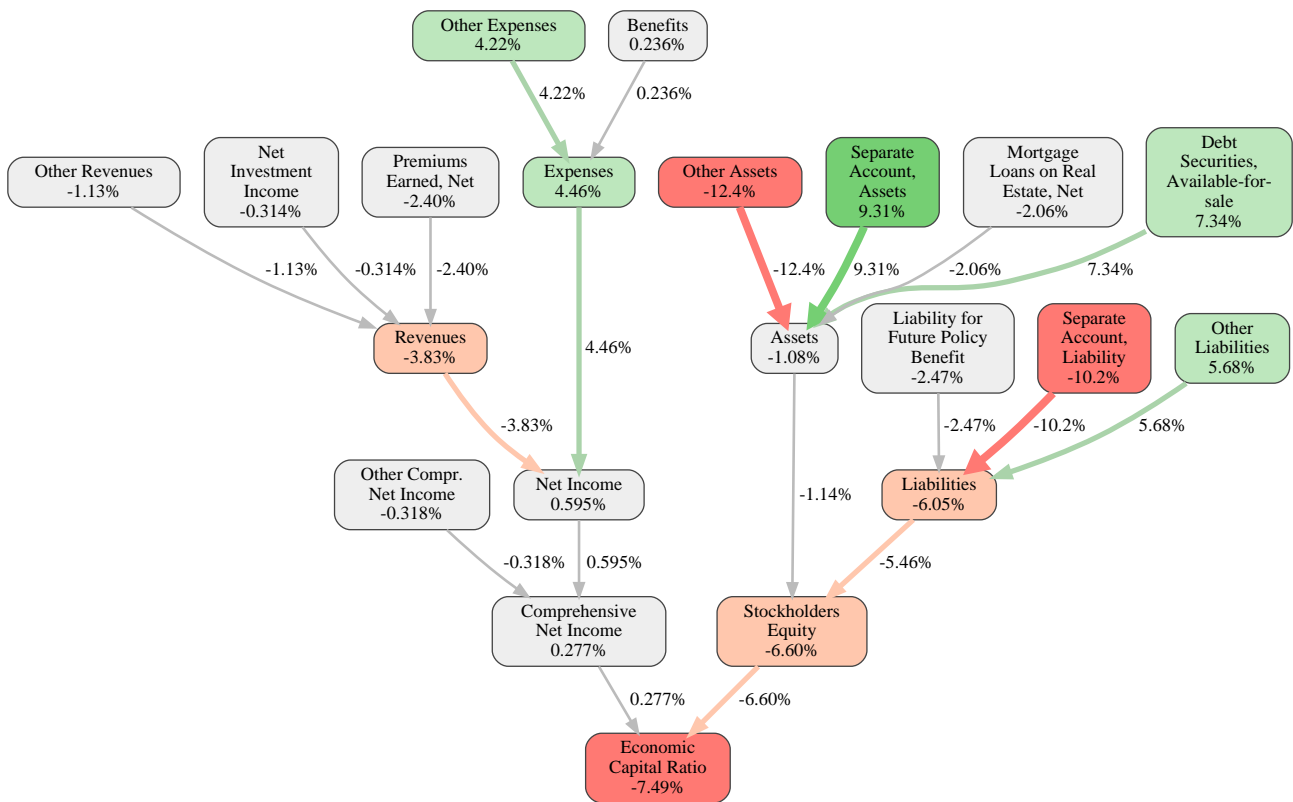 Other Expenses
4.22%
Benefits
0.236%
4.22%
0.236%
Other Revenues
-1.13%
Net
Investment
Income
-0.314%
Premiums
Earned, Net
-2.40%
Expenses
4.46%
Other Assets
-12.4%
Separate
Account,
Assets
9.31%
Mortgage
Loans on Real
Estate, Net
-2.06%
Debt
Securities,
Available-for-
sale
7.34%
-1.13%
-0.314%
-2.40%
-12.4%
9.31%
-2.06%
7.34%
Revenues
-3.83%
4.46%
Assets
-1.08%
Liability for
Future Policy
Benefit
-2.47%
Separate
Account,
Liability
-10.2%
Other
Liabilities
5.68%
-3.83%
-2.47%
-10.2%
5.68%
Other Compr.
Net Income
-0.318%
Net Income
0.595%
-1.14%
Liabilities
-6.05%
-0.318%
0.595%
-5.46%
Comprehensive
Net Income
0.277%
Stockholders
Equity
-6.60%
0.277%
-6.60%
Economic
Capital Ratio
-7.49%